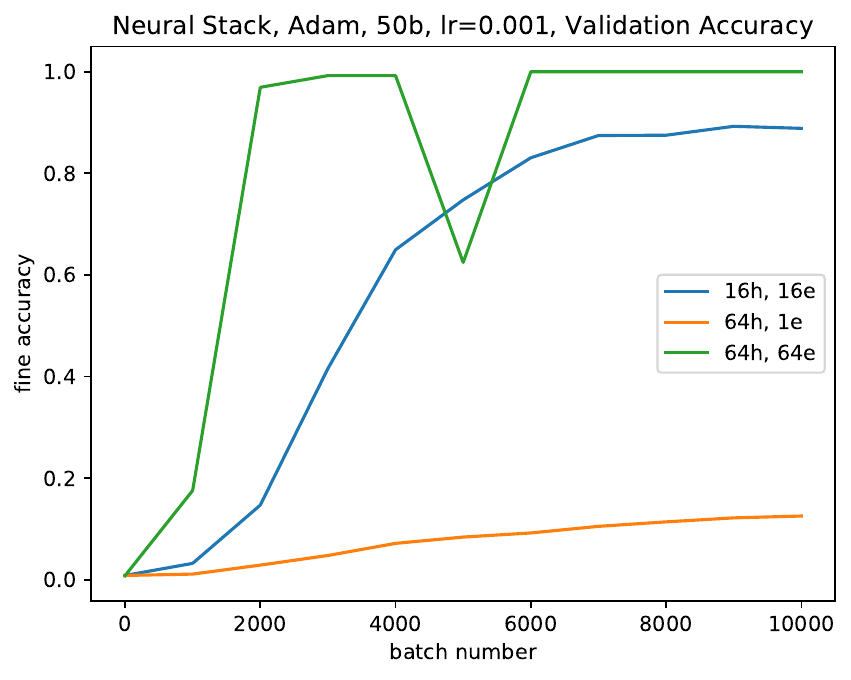 Neural Stack, Adam, 50b, lr=0.001, Validation Accuracy
fine accuracy
1.0
0.8
0.6
0.4
0.2
0.0
16h, 16e
64h, 1e
64h, 64e
0 2000 4000 6000 8000 10000
batch number